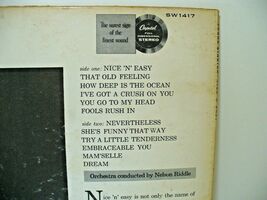 SW1417
The surest sign
of the
finest sound
Capitol
FULL
DIMENSIONAL
STEREO
side one: NICE 'N' EASY
THAT OLD FEELING
HOW DEEP IS THE OCEAN
I'VE GOT A CRUSH ON YOU
YOU GO TO MY HEAD
FOOLS RUSH IN
side two: NEVERTHELESS
SHE'S FUNNY THAT WAY
TRY A LITTLE TENDERNESS
EMBRACEABLE YOU
MAM'SELLE
DREAM
Orchestra conducted by Nelson Riddle
Nice 'n' easy is not only the name of